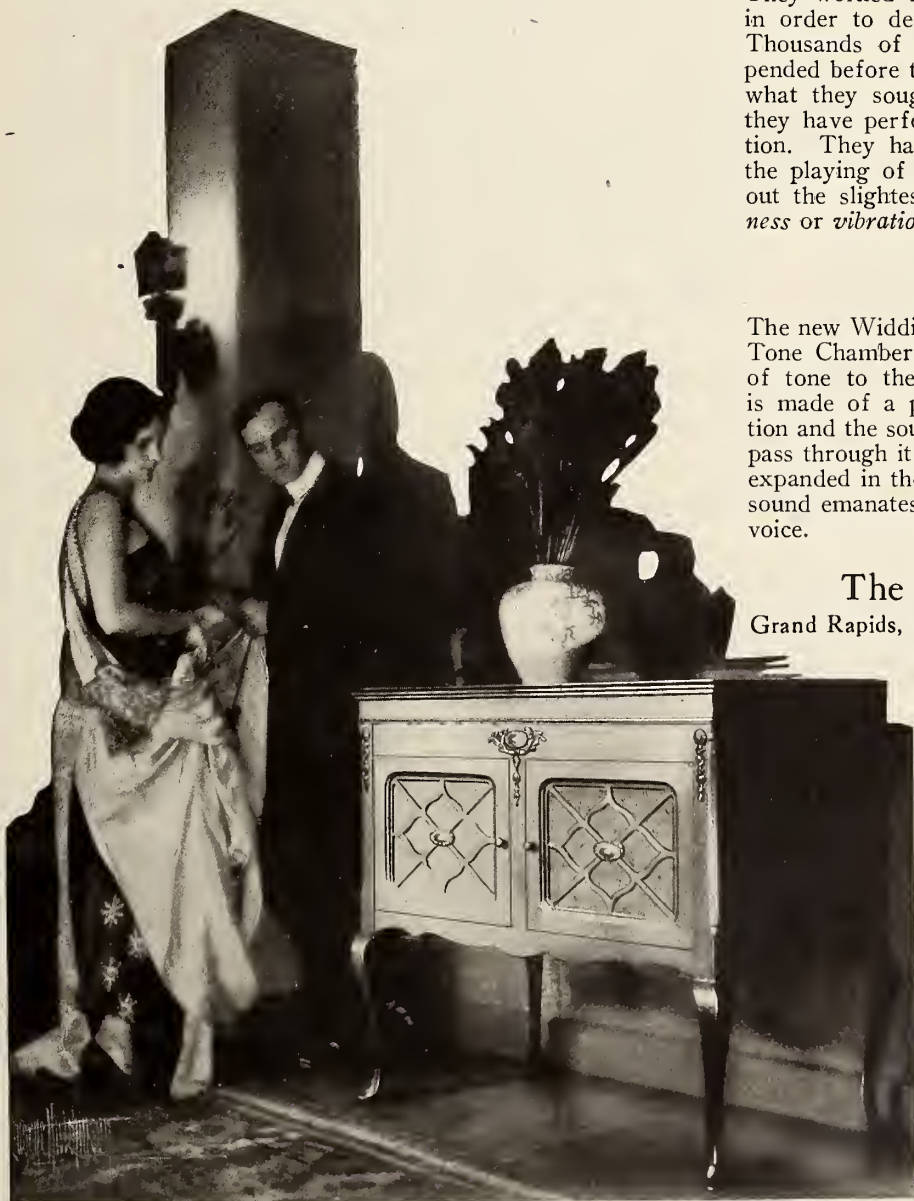 in order to de
Thousands of
pended before t
what they soug
they have perfe
tion. They ha
the playing of
out the slightes
ness or vibratio
The new Widdi
Tone Chamber
of tone to the
is made of a p
tion and the sou
pass through it
expanded in the
sound emanates
voice.
The
Grand Rapids,